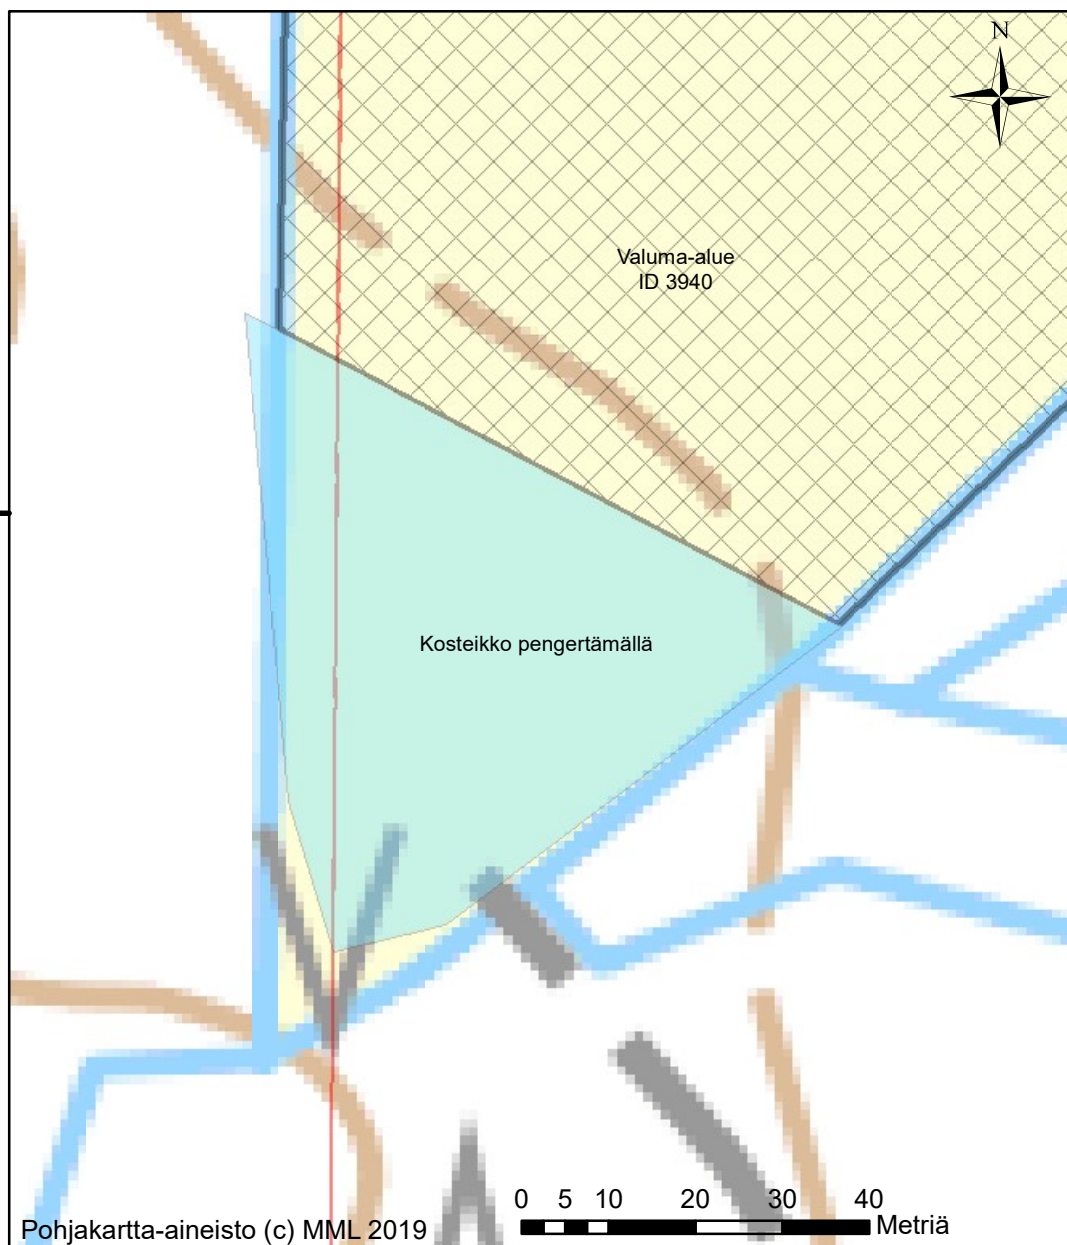 N
Valuma-alue
ID 3940
Kosteikko pengertämällä
0 5 10 20 30 40
Metriä
Pohjakartta-aineisto (c) MML 2019